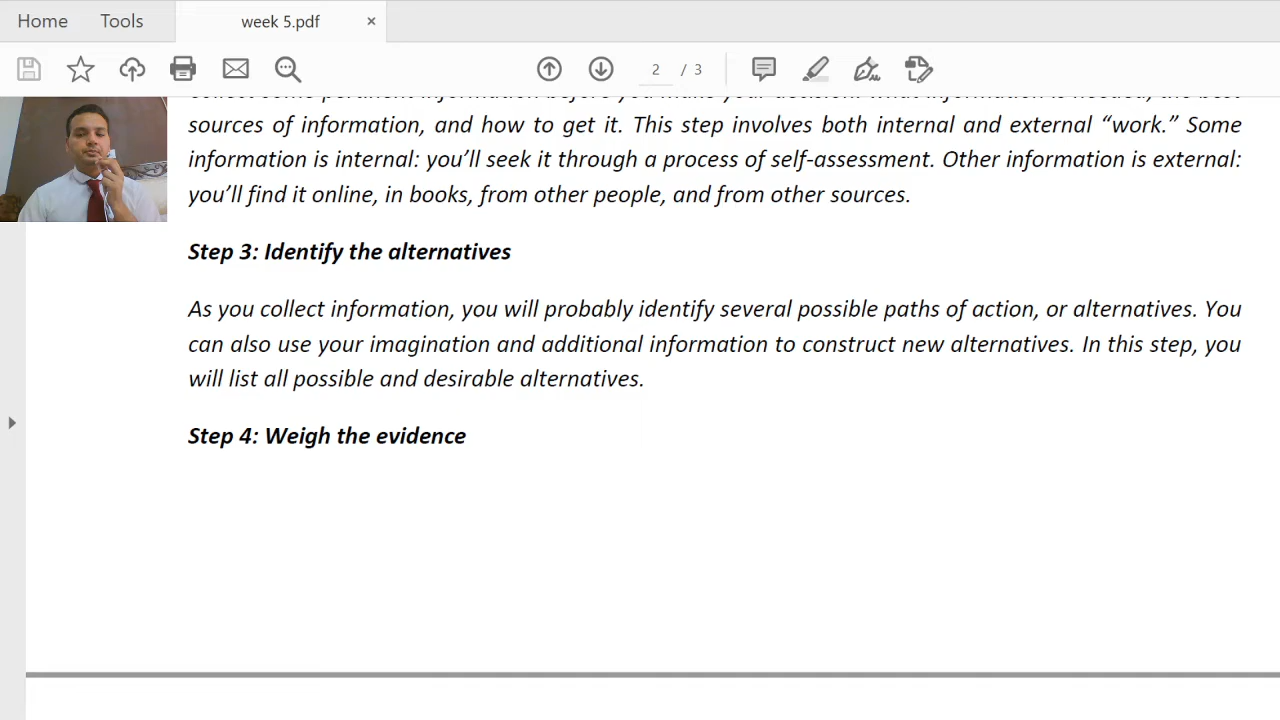 Home Tools week 5.pdf ×
2 / 3
sources of information, and how to get it. This step involves both internal and external “work.” Some
information is internal: you’ll seek it through a process of self-assessment. Other information is external:
you’ll find it online, in books, from other people, and from other sources.
Step 3: Identify the alternatives
As you collect information, you will probably identify several possible paths of action, or alternatives. You
can also use your imagination and additional information to construct new alternatives. In this step, you
will list all possible and desirable alternatives.
Step 4: Weigh the evidence